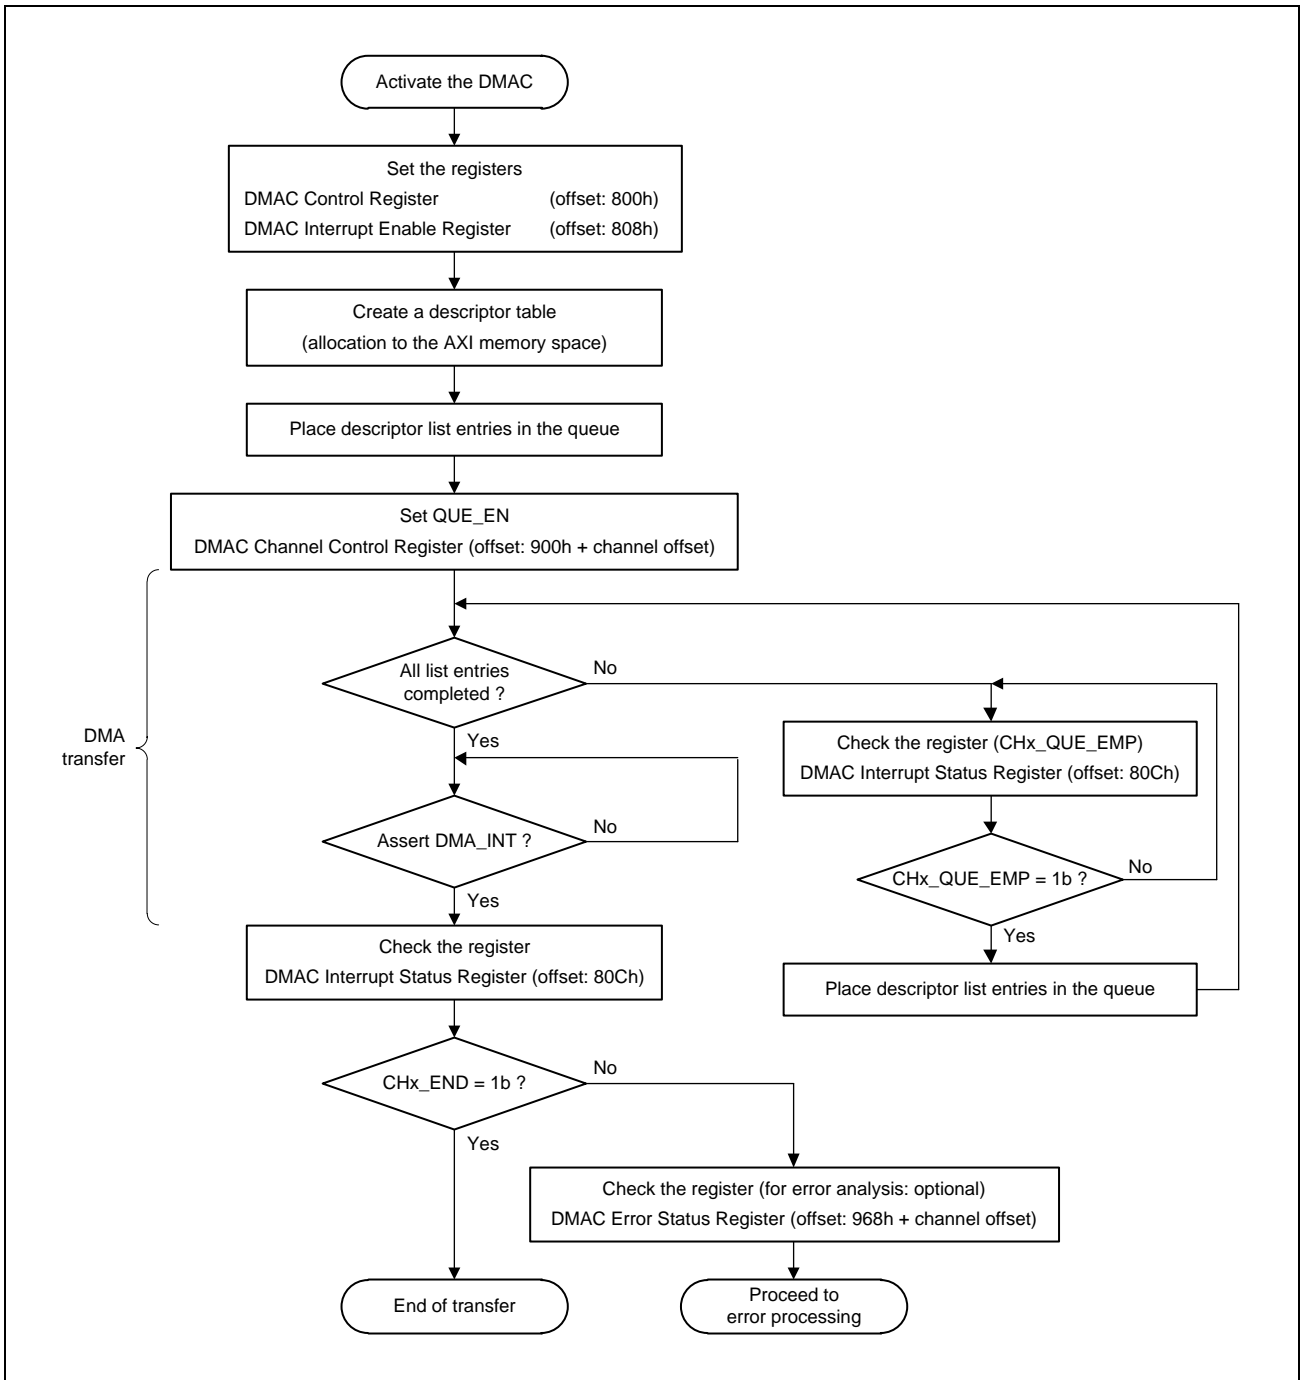 Activate the DMAC
Set the registers
DMAC Control Register (offset: 800h)
DMAC Interrupt Enable Register (offset: 808h)
Create a descriptor table
(allocation to the AXI memory space)
Place descriptor list entries in the queue
Set QUE_EN
DMAC Channel Control Register (offset: 900h + channel offset)
DMA
transfer
All list entries
completed ?
No
Yes
Check the register (CHx_QUE_EMP)
DMAC Interrupt Status Register (offset: 80Ch)
Assert DMA_INT ?
No
Yes
CHx_QUE_EMP = 1b ?
No
Yes
Place descriptor list entries in the queue
Check the register
DMAC Interrupt Status Register (offset: 80Ch)
CHx_END = 1b ?
No
Yes
Check the register (for error analysis: optional)
DMAC Error Status Register (offset: 968h + channel offset)
End of transfer
Proceed to
error processing